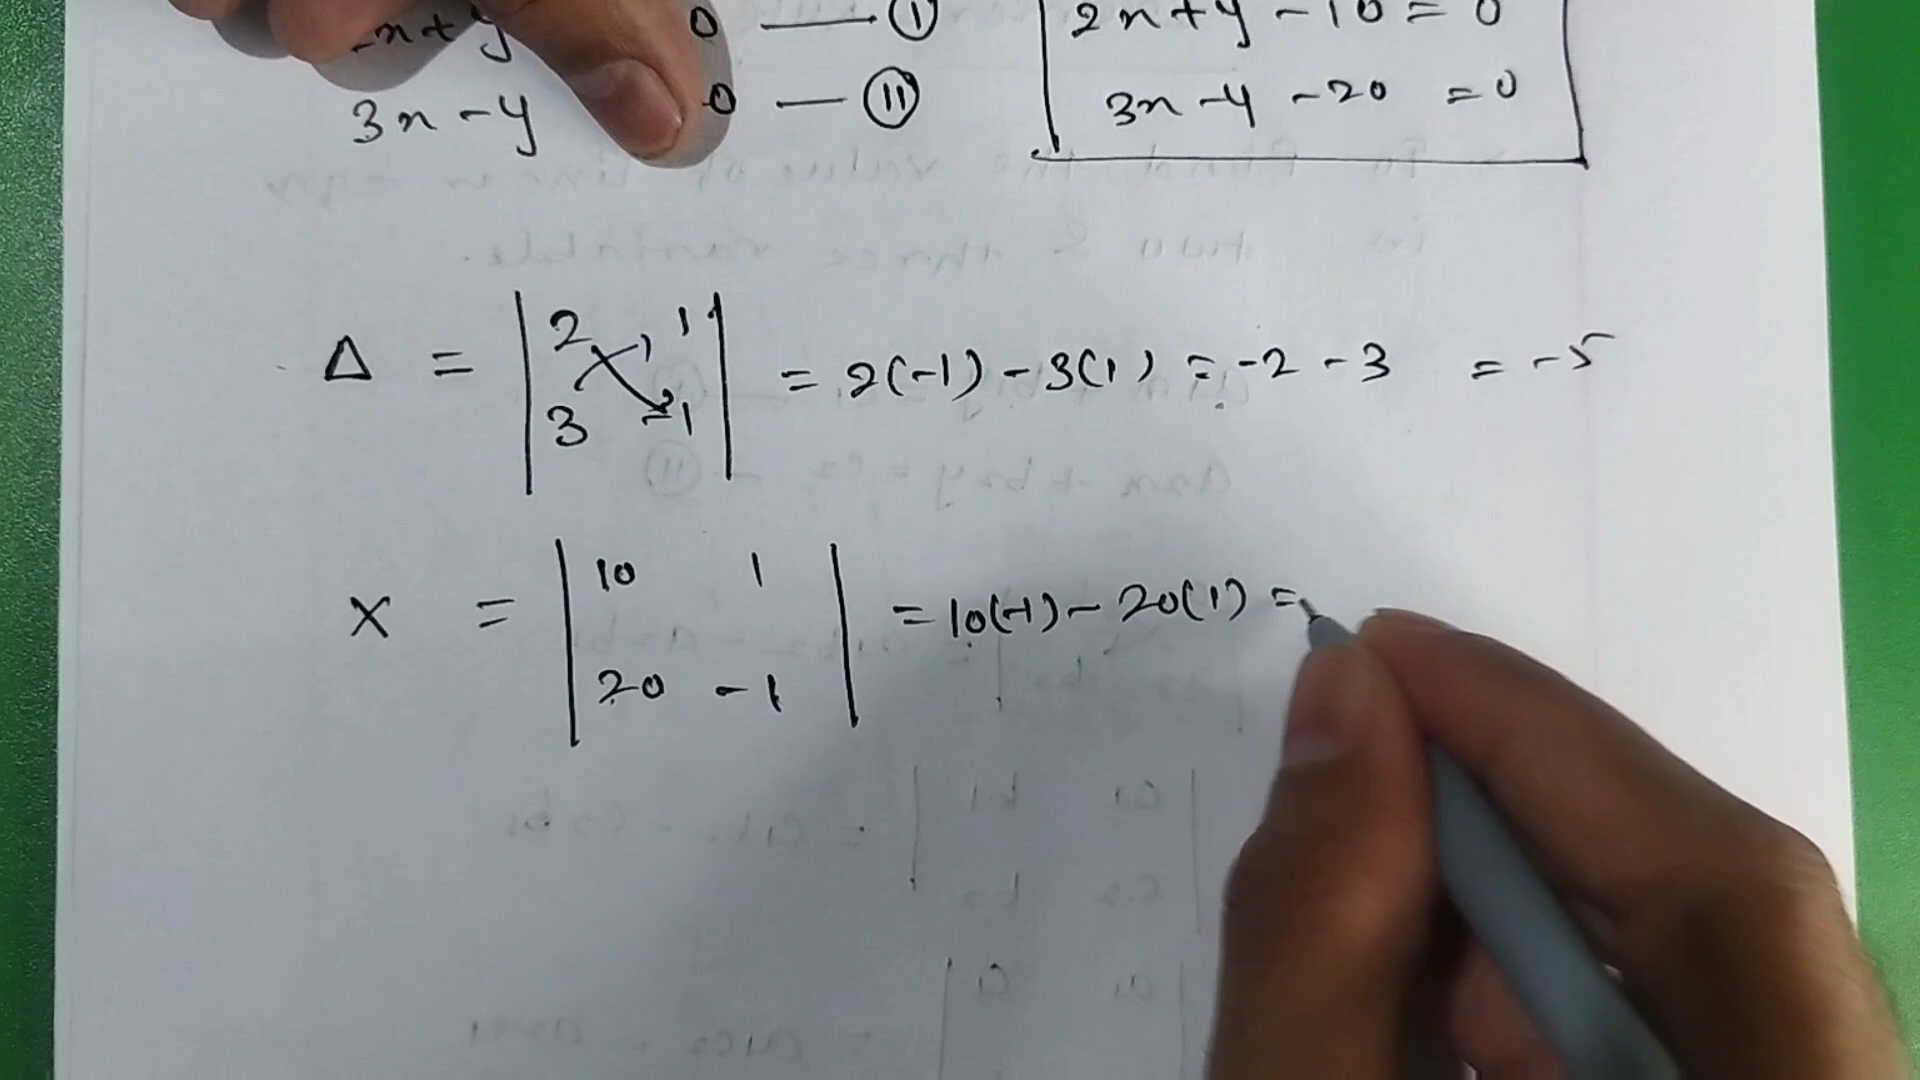 x+y 0 —— (I) 2x+y-10=0
3x-y 0 — (II) 3x-y-20=0
Δ = | 2 1 | = 2(-1)-3(1) = -2-3 = -5
| 3 -1 |
X = | 10 1 | = 10(-1)-20(1) =
| 20 -1 |